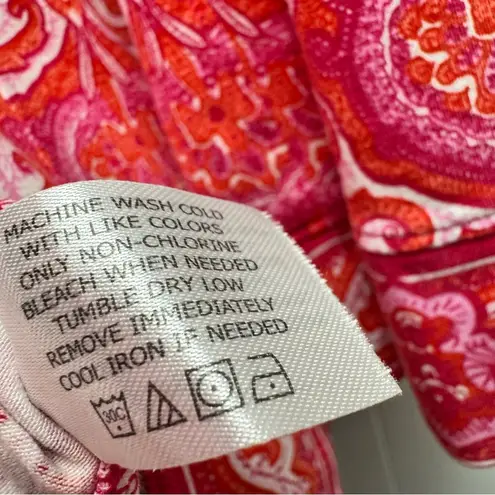 MACHINE WASH COLD
WITH LIKE COLORS
ONLY NON-CHLORINE
BLEACH WHEN NEEDED
TUMBLE DRY LOW
REMOVE IMMEDIATELY
COOL IRON IF NEEDED
30C